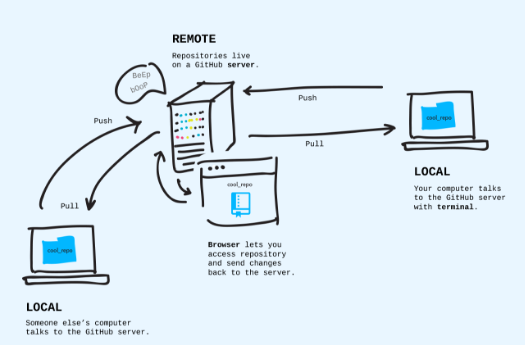 REMOTE
Repositories live
on a GitHub server.
BeEp
bOoP
Push
Pull
Push
Pull
cool_repo
LOCAL
Your computer talks
to the GitHub server
with terminal.
cool_repo
Browser lets you
access repository
and send changes
back to the server.
cool_repo
LOCAL
Someone else's computer
talks to the GitHub server.